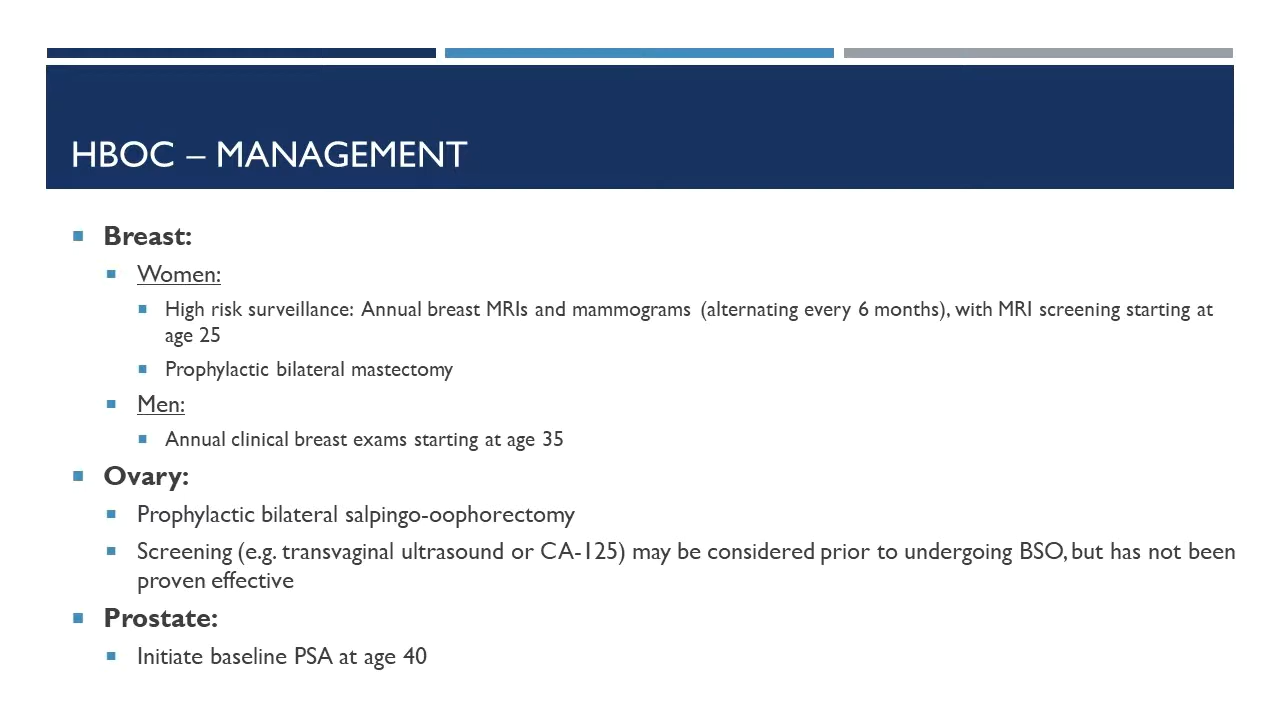 HBOC – MANAGEMENT
Breast:
Women:
High risk surveillance: Annual breast MRIs and mammograms (alternating every 6 months), with MRI screening starting at
age 25
Prophylactic bilateral mastectomy
Men:
Annual clinical breast exams starting at age 35
Ovary:
Prophylactic bilateral salpingo-oophorectomy
Screening (e.g. transvaginal ultrasound or CA-125) may be considered prior to undergoing BSO, but has not been
proven effective
Prostate:
Initiate baseline PSA at age 40